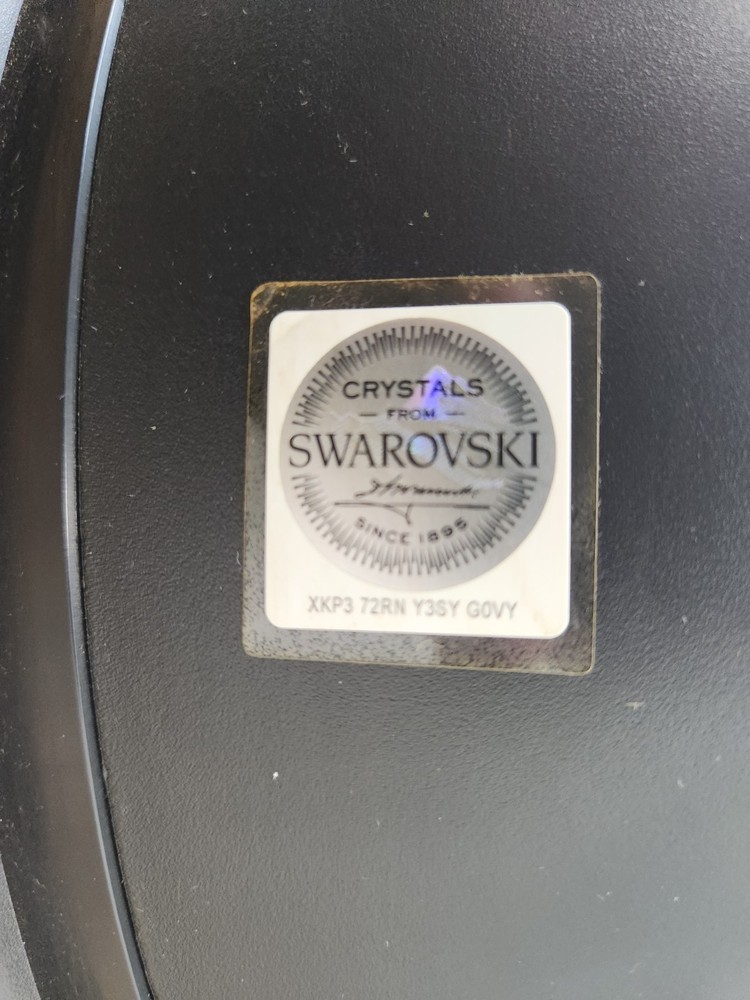 CRYSTALS
— FROM —
SWAROVSKI
SINCE 1895
XKP3 72RN Y3SY G0VY